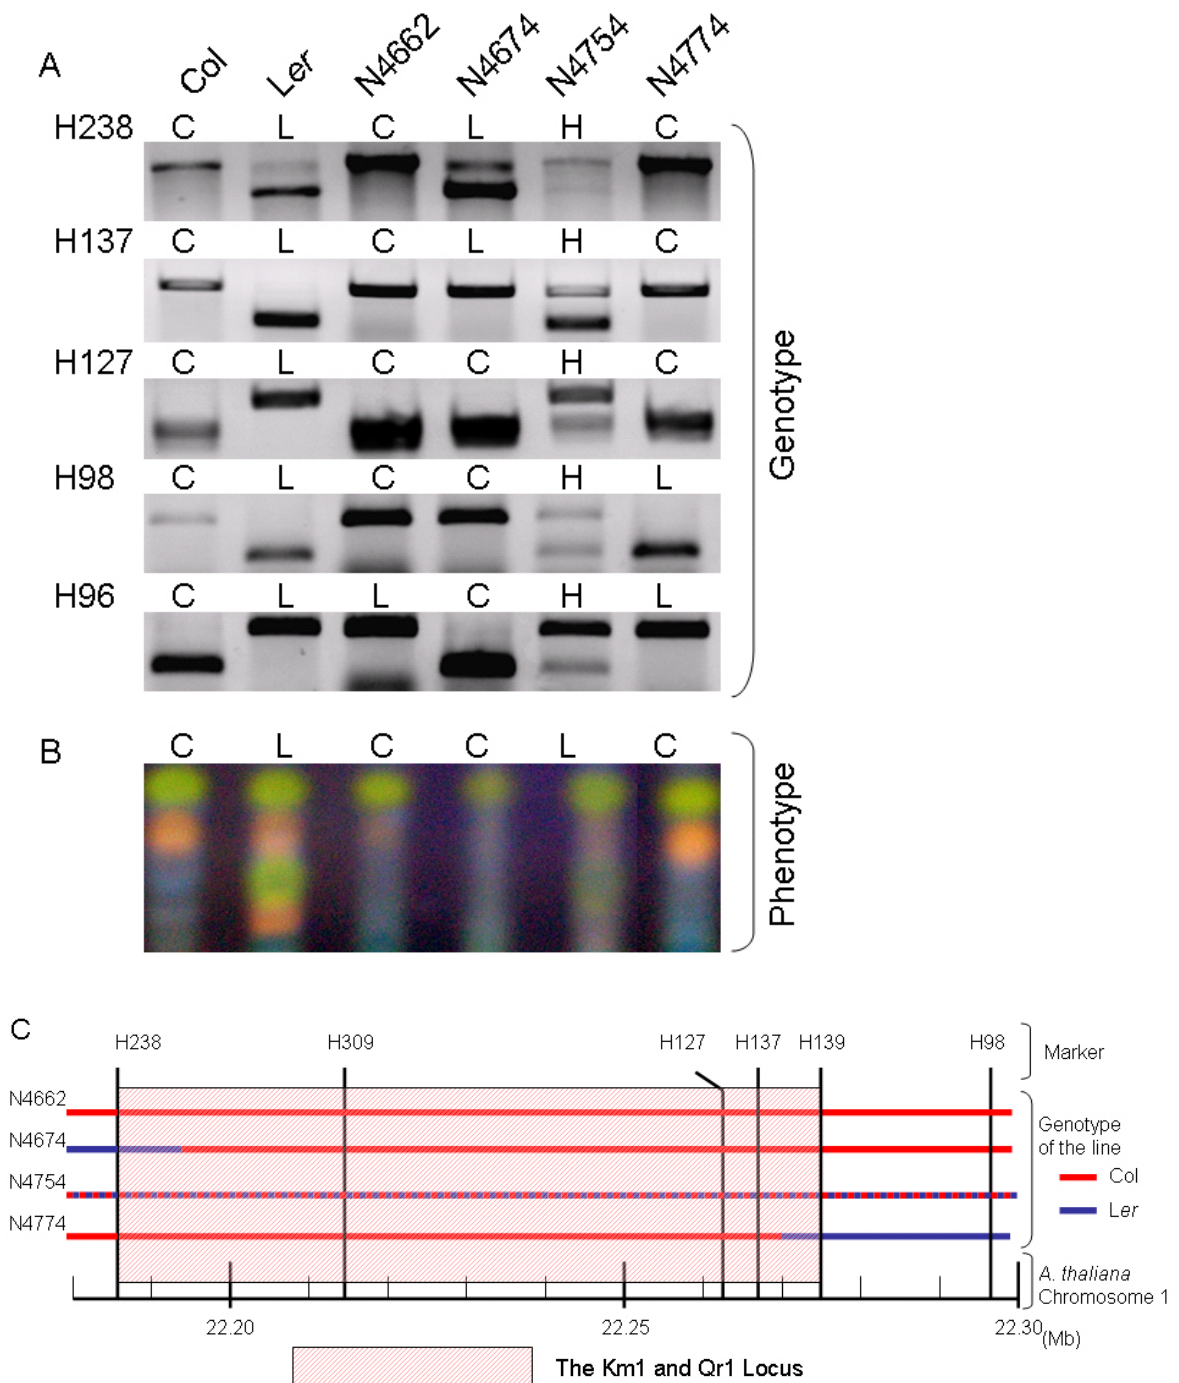 A
Col Ler N4662 N4674 N4754 N4774
H238 C L C L H C
H137 C L C L H C
H127 C L C C H C
H98 C L C C H L
H96 C L L C H L
Genotype
B
C L C C L C
Phenotype
C
H238 H309 H127 H137 H139 H98
Marker
N4662
N4674
N4754
N4774
Genotype
of the line
Col
Ler
A. thaliana
Chromosome 1
22.20 22.25 22.30 (Mb)
The Km1 and Qr1 Locus